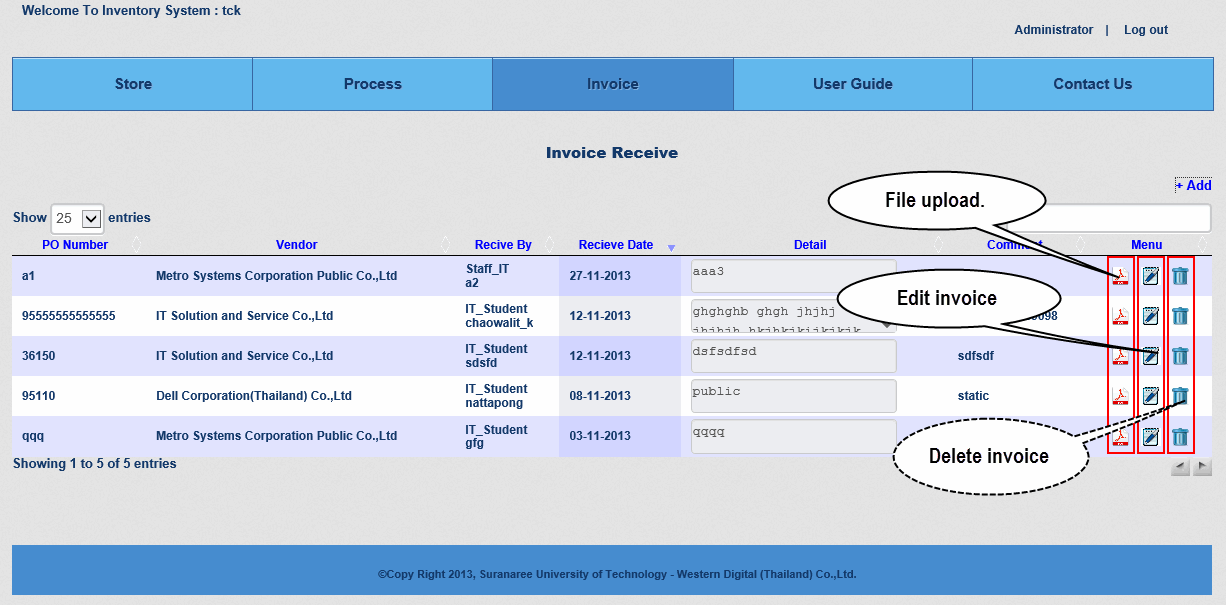 Welcome To Inventory System : tck
Administrator | Log out
Store Process Invoice User Guide Contact Us
Invoice Receive
+ Add
File upload.
Show 25 entries
PO Number Vendor Recive By Recieve Date Detail Menu
a1 Metro Systems Corporation Public Co.,Ltd Staff_IT 27-11-2013 aaa3
a2
Edit invoice
95555555555555 IT Solution and Service Co.,Ltd IT_Student 12-11-2013 ghghghb ghgh jhjhj
chaowalit_k
36150 IT Solution and Service Co.,Ltd IT_Student 12-11-2013 dsfsdfsd sdfsdf
sdsfd
95110 Dell Corporation(Thailand) Co.,Ltd IT_Student 08-11-2013 public static
nattapong
qqq Metro Systems Corporation Public Co.,Ltd IT_Student 03-11-2013 qqqq
gfg
Delete invoice
Showing 1 to 5 of 5 entries
©Copy Right 2013, Suranaree University of Technology - Western Digital (Thailand) Co.,Ltd.